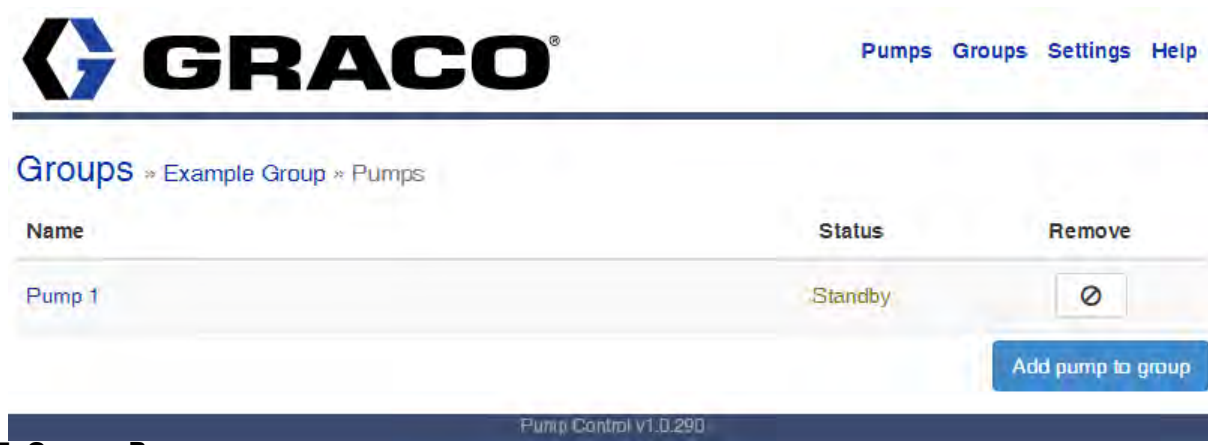 GRACO®
Pumps Groups Settings Help
Groups » Example Group » Pumps
Name Status Remove
Pump 1 Standby
Add pump to group
Pump Control v1.0.290